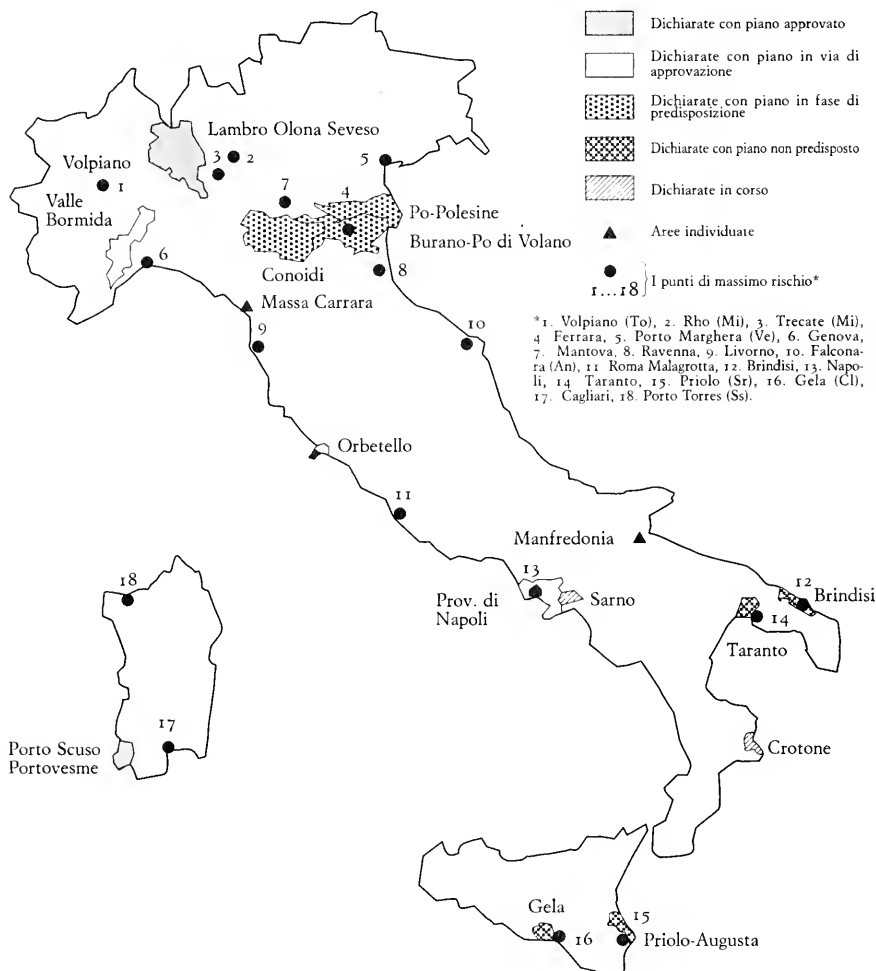 Dichiarate con piano approvato
Dichiarate con piano in via di
approvazione
Dichiarate con piano in fase di
predisposizione
Dichiarate con piano non predisposto
Dichiarate in corso
Aree individuate
1...18 } I punti di massimo rischio*
*1. Volpiano (To), 2. Rho (Mi), 3. Trecate (Mi),
4 Ferrara, 5. Porto Marghera (Ve), 6. Genova,
7. Mantova, 8. Ravenna, 9. Livorno, 10. Falcona-
ra (An), 11 Roma Malagrotta, 12. Brindisi, 13. Napo-
li, 14 Taranto, 15. Priolo (Sr), 16. Gela (Cl),
17. Cagliari, 18. Porto Torres (Ss).
Lambro Olona Seveso
3
2
5
Volpiano
1
7
4
Valle
Bormida
Po-Polesine
Burano-Po di Volano
6
Conoidi
8
Massa Carrara
9
10
Orbetello
11
Manfredonia
13
12
Brindisi
18
Prov. di
Napoli
Sarno
14
Taranto
17
Porto Scuso
Portovesme
Crotone
Gela
15
16
Priolo-Augusta